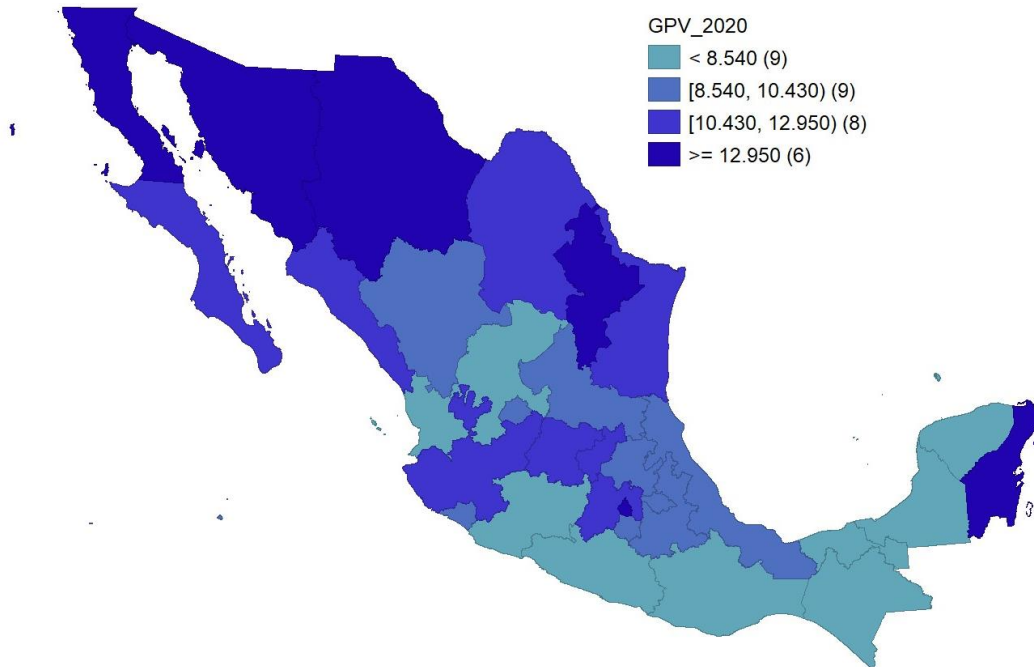 GPV_2020
< 8.540 (9)
[8.540, 10.430) (9)
[10.430, 12.950) (8)
>= 12.950 (6)